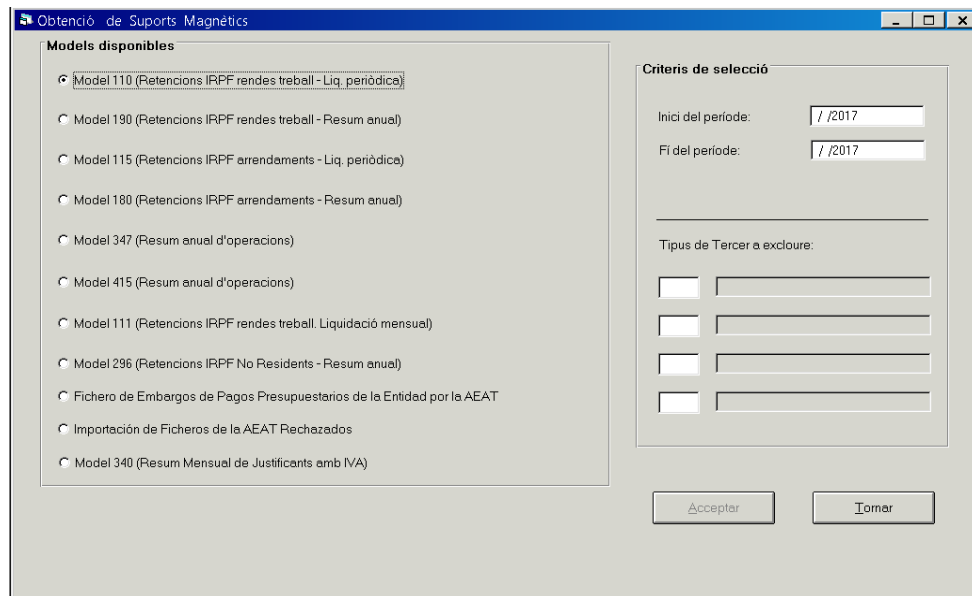 Obtenció de Suports Magnétics
Models disponibles
Model 110 (Retencions IRPF rendes treball - Liq. periòdica)
Model 190 (Retencions IRPF rendes treball - Resum anual)
Model 115 (Retencions IRPF arrendaments - Liq. periòdica)
Model 180 (Retencions IRPF arrendaments - Resum anual)
Model 347 (Resum anual d'operacions)
Model 415 (Resum anual d'operacions)
Model 111 (Retencions IRPF rendes treball. Liquidació mensual)
Model 296 (Retencions IRPF No Residents - Resum anual)
Fichero de Embargos de Pagos Presupuestarios de la Entidad por la AEAT
Importación de Ficheros de la AEAT Rechazados
Model 340 (Resum Mensual de Justificants amb IVA)
Criteris de selecció
Inici del període: / /2017
Fí del període: / /2017
Tipus de Tercer a excloure:
Acceptar Tornar